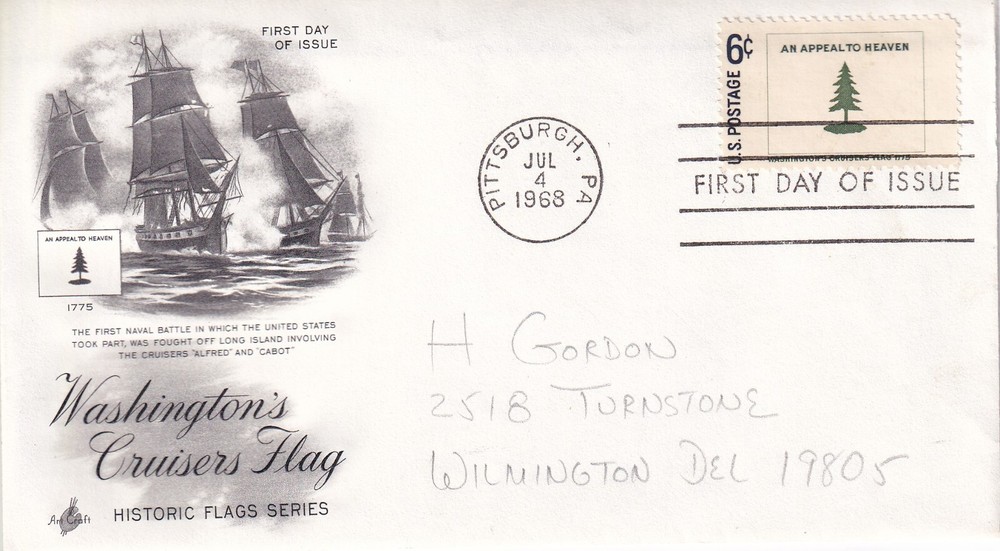 FIRST DAY
OF ISSUE
AN APPEAL TO HEAVEN
1775
THE FIRST NAVAL BATTLE IN WHICH THE UNITED STATES
TOOK PART, WAS FOUGHT OFF LONG ISLAND INVOLVING
THE CRUISERS "ALFRED" AND "CABOT"
Washington's
Cruisers Flag
Art Craft
HISTORIC FLAGS SERIES
PITTSBURGH, PA
JUL
4
1968
6¢
U.S. POSTAGE
AN APPEAL TO HEAVEN
WASHINGTON'S CRUISERS FLAG 1775
FIRST DAY OF ISSUE
H GORDON
2518 TURNSTONE
WILMINGTON DEL 19805